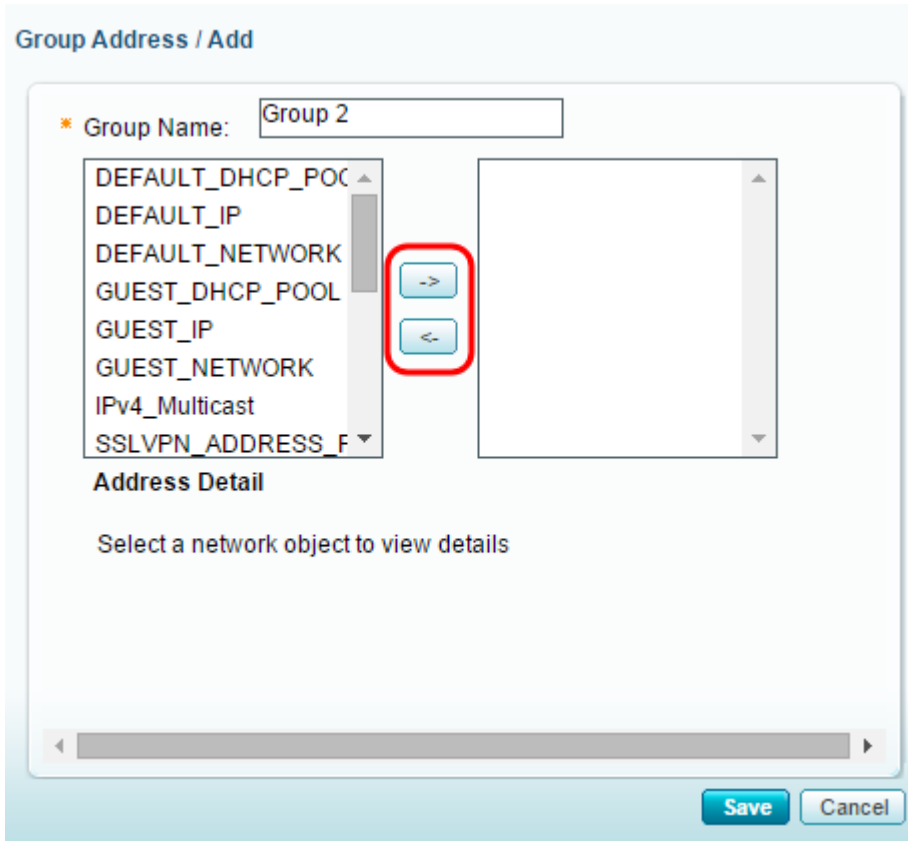 Group Address / Add
* Group Name: Group 2
DEFAULT_DHCP_POO
DEFAULT_IP
DEFAULT_NETWORK
GUEST_DHCP_POOL
GUEST_IP
GUEST_NETWORK
IPv4_Multicast
SSLVPN_ADDRESS_P
->
<-
Address Detail
Select a network object to view details
Save Cancel